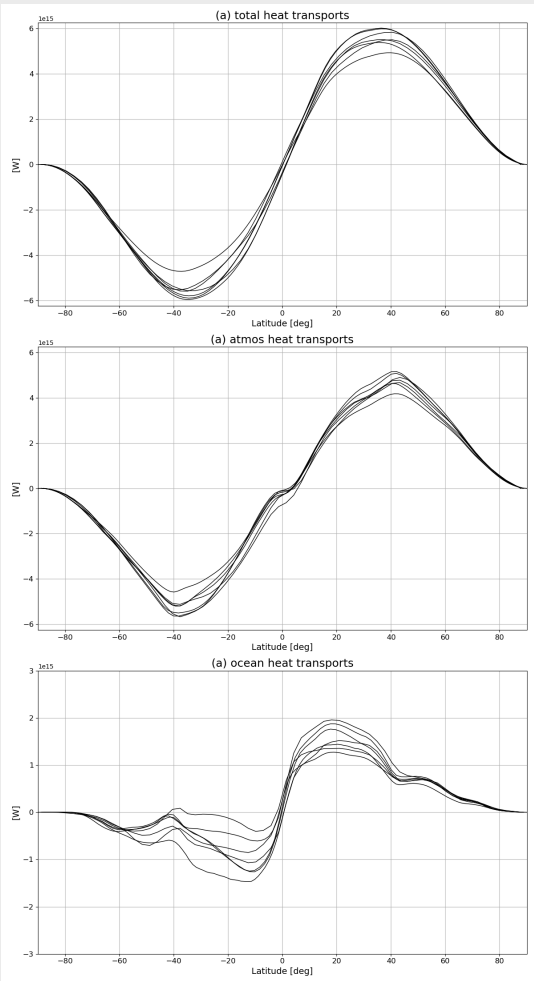 (a) total heat transports
1e15
6
4
2
0
−2
−4
−6
[W]
−80 −60 −40 −20 0 20 40 60 80
Latitude [deg]
(a) atmos heat transports
1e15
6
4
2
0
−2
−4
−6
[W]
−80 −60 −40 −20 0 20 40 60 80
Latitude [deg]
(a) ocean heat transports
1e15
3
2
1
0
−1
−2
−3
[W]
−80 −60 −40 −20 0 20 40 60 80
Latitude [deg]